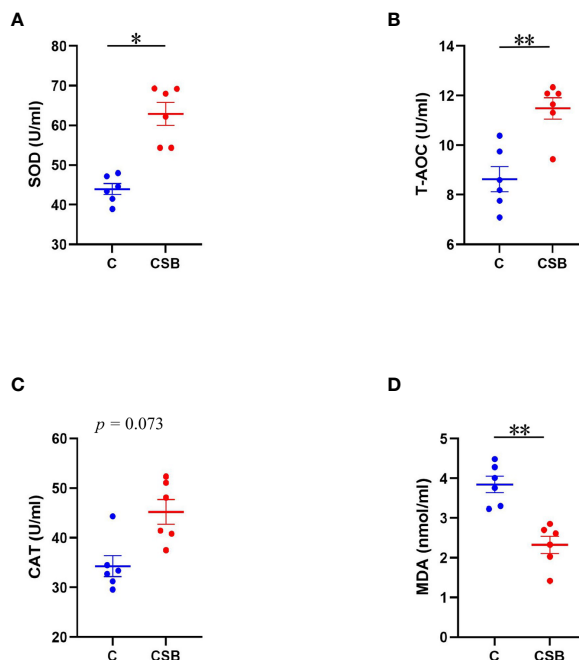 A
*
80
70
60
50
40
30
SOD (U/ml)
C CSB
B
**
14
12
10
8
6
T-AOC (U/ml)
C CSB
C
p = 0.073
60
50
40
30
20
CAT (U/ml)
C CSB
D
**
5
4
3
2
1
0
MDA (nmol/ml)
C CSB